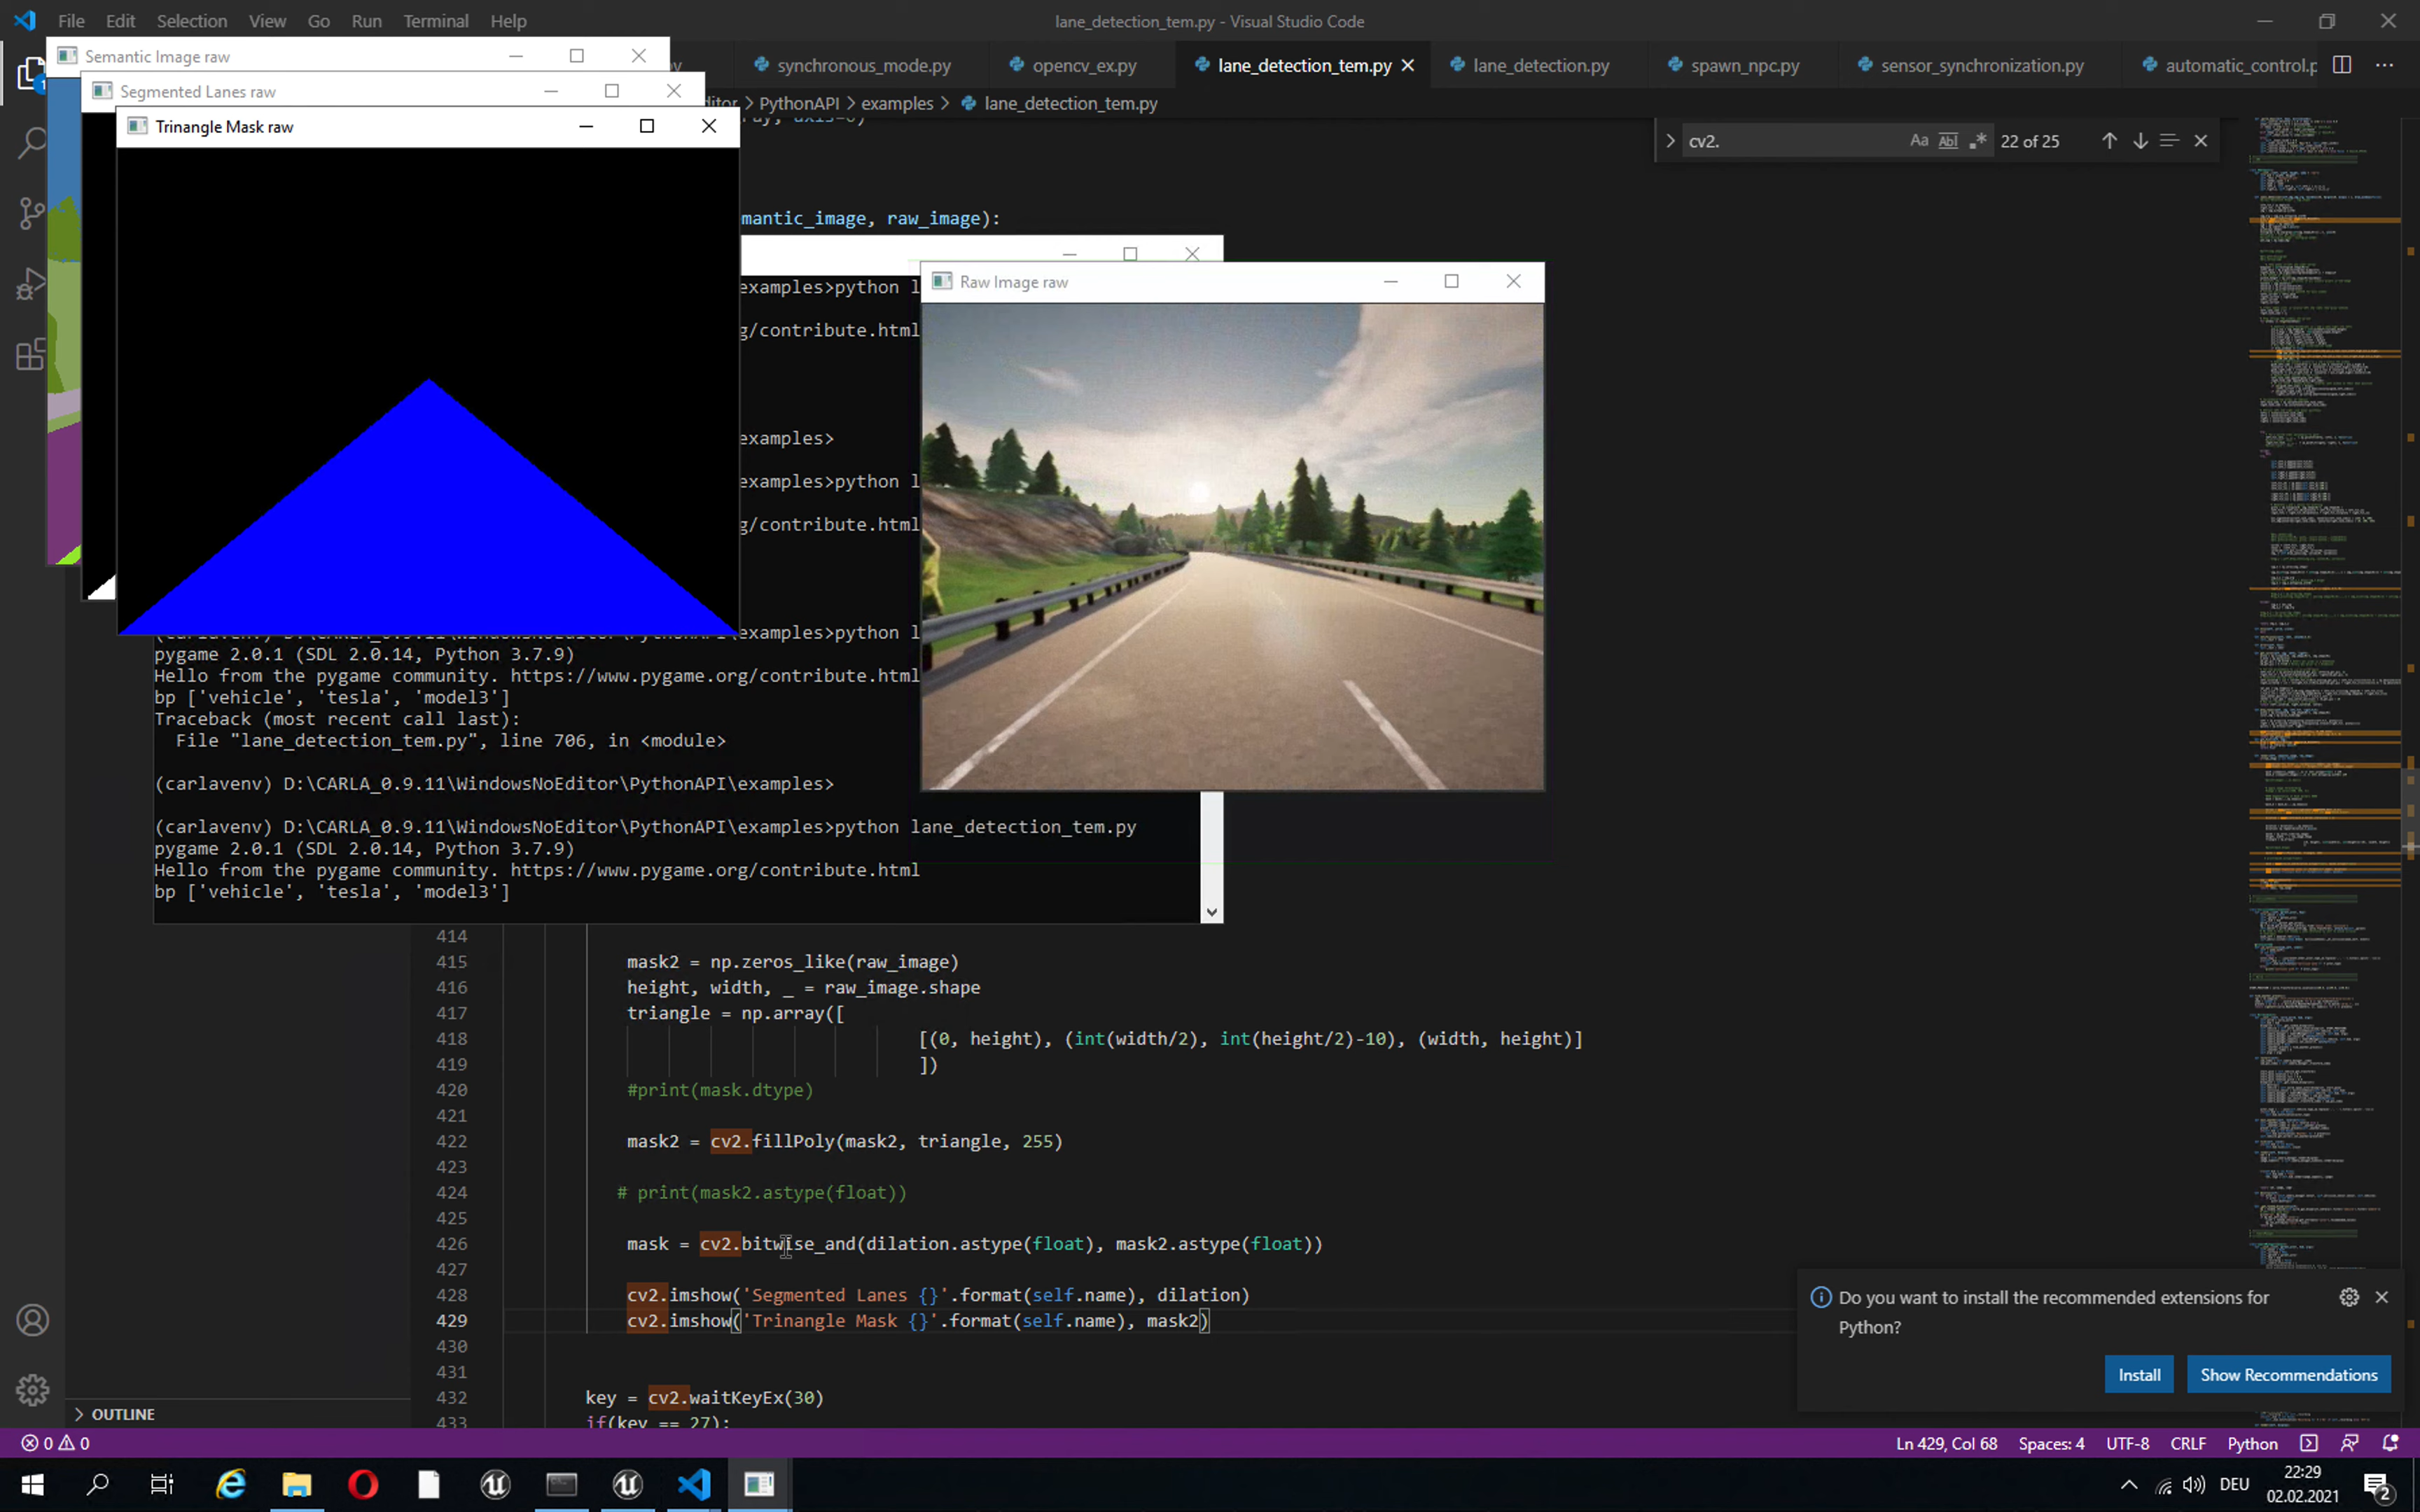 File Edit Selection View Go Run Terminal Help
lane_detection_tem.py - Visual Studio Code
Semantic Image raw
Segmented Lanes raw
Trinangle Mask raw
synchronous_mode.py
opencv_ex.py
lane_detection_tem.py
lane_detection.py
spawn_npc.py
sensor_synchronization.py
automatic_control.p
PythonAPI > examples > lane_detection_tem.py
cv2.
Aa Abl .* 22 of 25
mantic_image, raw_image):
examples>python l
g/contribute.html
examples>
examples>python l
g/contribute.html
Raw Image raw
(carlavenv) D:\CARLA_0.9.11\WindowsNoEditor\PythonAPI\examples>python l
pygame 2.0.1 (SDL 2.0.14, Python 3.7.9)
Hello from the pygame community. https://www.pygame.org/contribute.html
bp ['vehicle', 'tesla', 'model3']
Traceback (most recent call last):
File "lane_detection_tem.py", line 706, in <module>
(carlavenv) D:\CARLA_0.9.11\WindowsNoEditor\PythonAPI\examples>
(carlavenv) D:\CARLA_0.9.11\WindowsNoEditor\PythonAPI\examples>python lane_detection_tem.py
pygame 2.0.1 (SDL 2.0.14, Python 3.7.9)
Hello from the pygame community. https://www.pygame.org/contribute.html
bp ['vehicle', 'tesla', 'model3']
414
415 mask2 = np.zeros_like(raw_image)
416 height, width, _ = raw_image.shape
417 triangle = np.array([
418 [(0, height), (int(width/2), int(height/2)-10), (width, height)]
419 ])
420 #print(mask.dtype)
421
422 mask2 = cv2.fillPoly(mask2, triangle, 255)
423
424 # print(mask2.astype(float))
425
426 mask = cv2.bitwise_and(dilation.astype(float), mask2.astype(float))
427
428 cv2.imshow('Segmented Lanes {}'.format(self.name), dilation)
429 cv2.imshow('Trinangle Mask {}'.format(self.name), mask2)
430
431
432 key = cv2.waitKeyEx(30)
433 if(key == 27):
OUTLINE
Do you want to install the recommended extensions for
Python?
Install Show Recommendations
0 0
Ln 429, Col 68 Spaces: 4 UTF-8 CRLF Python
DEU
22:29
02.02.2021
2